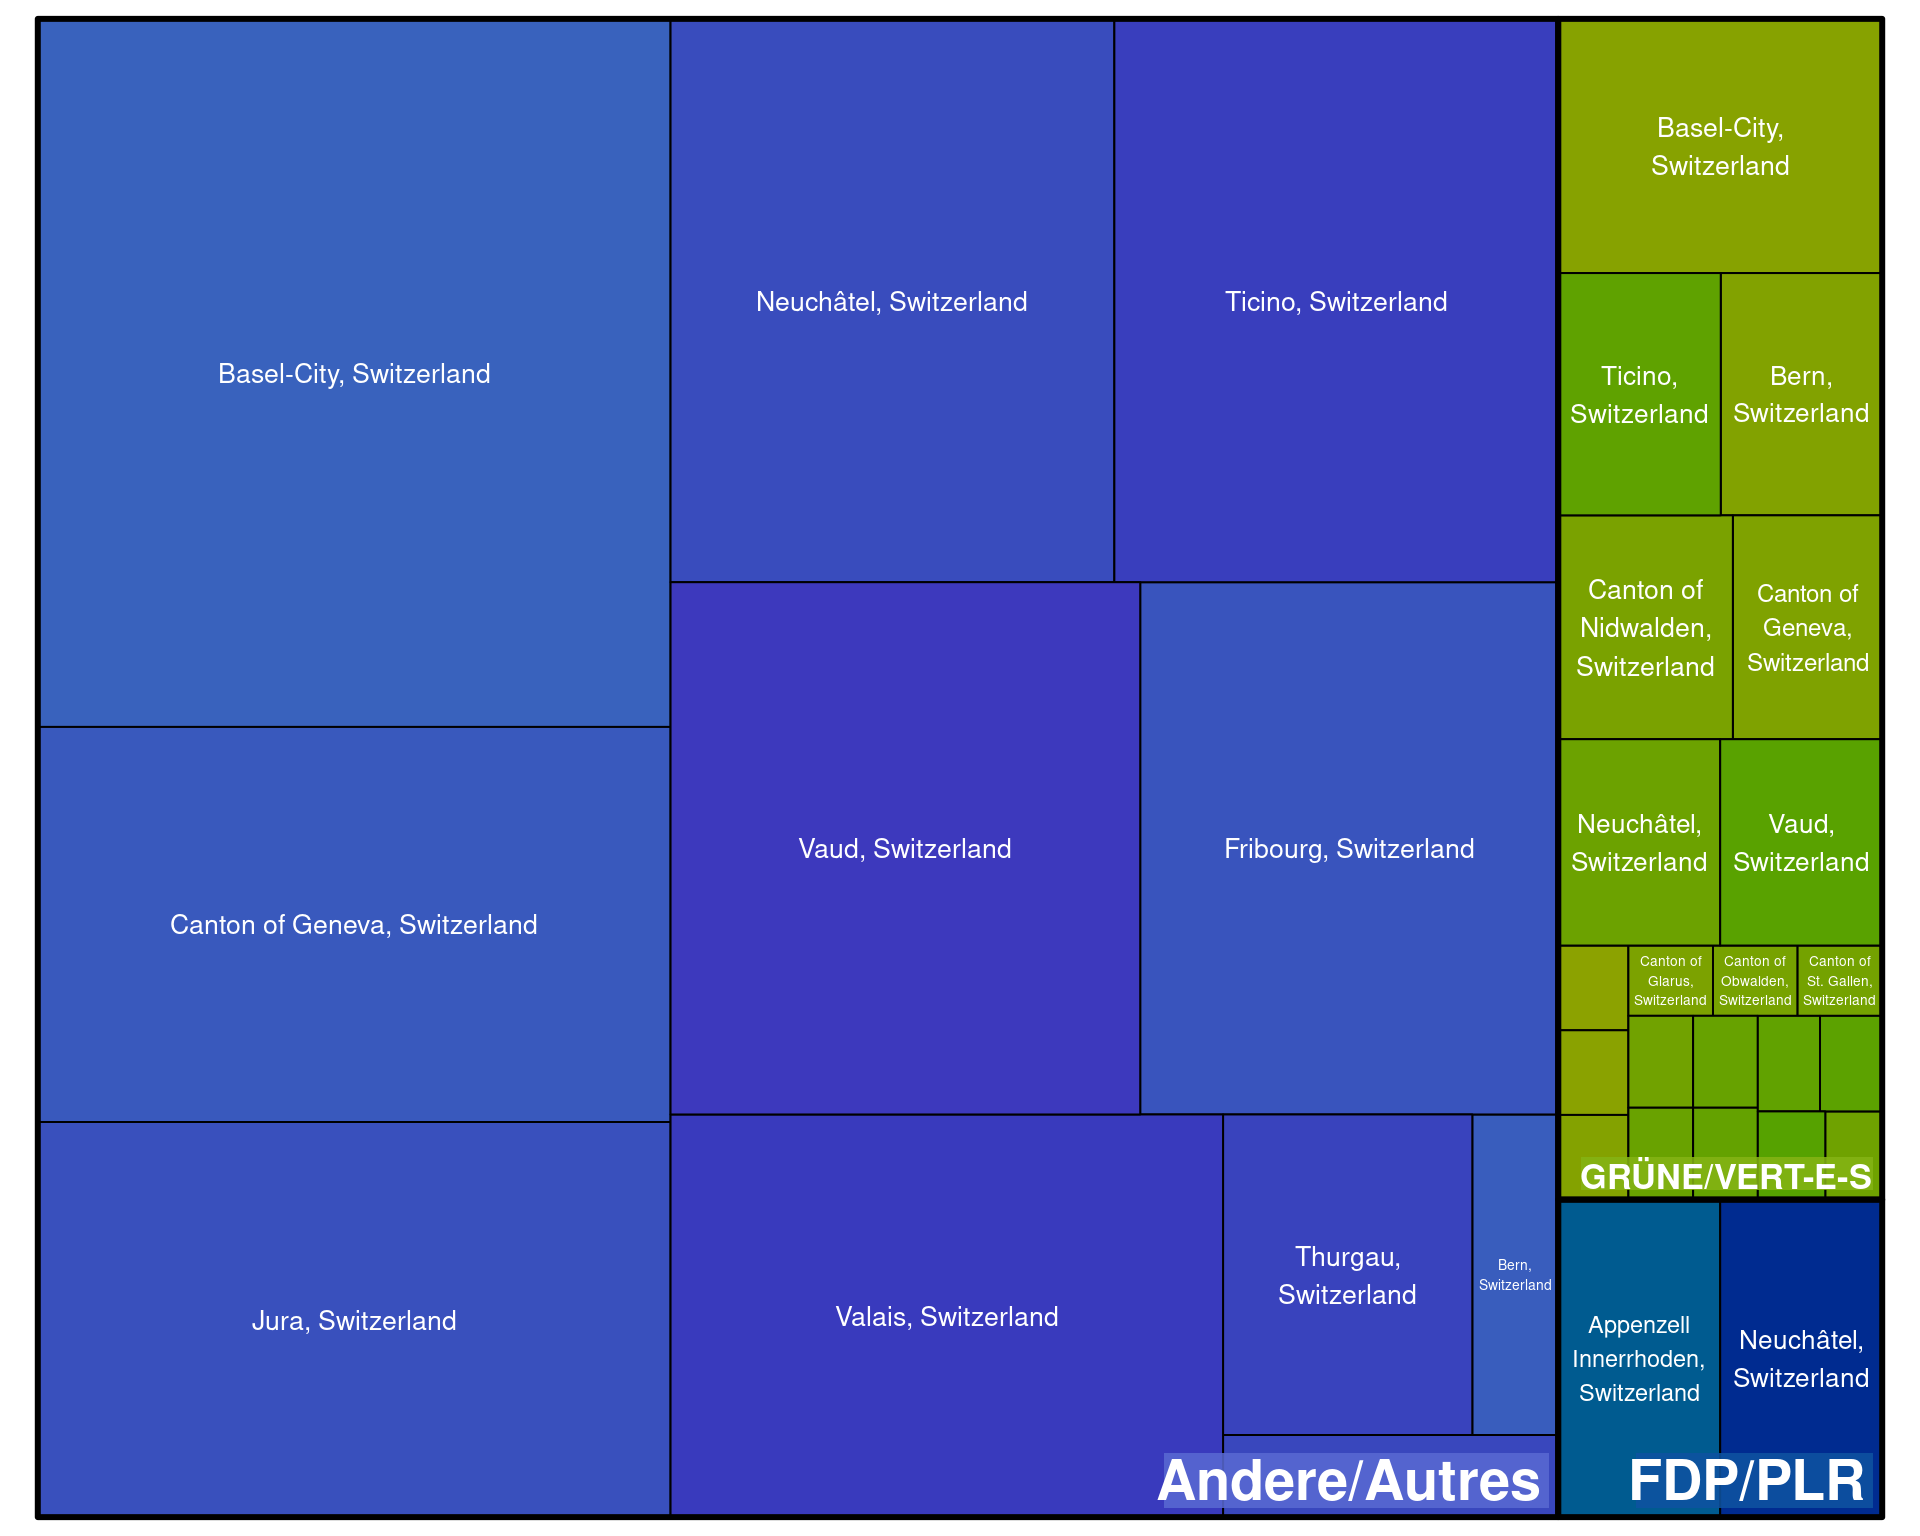 Basel-City, Switzerland
Canton of Geneva, Switzerland
Jura, Switzerland
Neuchâtel, Switzerland
Ticino, Switzerland
Vaud, Switzerland
Fribourg, Switzerland
Valais, Switzerland
Thurgau,
Switzerland
Bern,
Switzerland
Andere/Autres
Basel-City,
Switzerland
Ticino,
Switzerland
Bern,
Switzerland
Canton of
Nidwalden,
Switzerland
Canton of
Geneva,
Switzerland
Neuchâtel,
Switzerland
Vaud,
Switzerland
Canton of
Glarus,
Switzerland
Canton of
Obwalden,
Switzerland
Canton of
St. Gallen,
Switzerland
GRÜNE/VERT-E-S
Appenzell
Innerrhoden,
Switzerland
Neuchâtel,
Switzerland
FDP/PLR